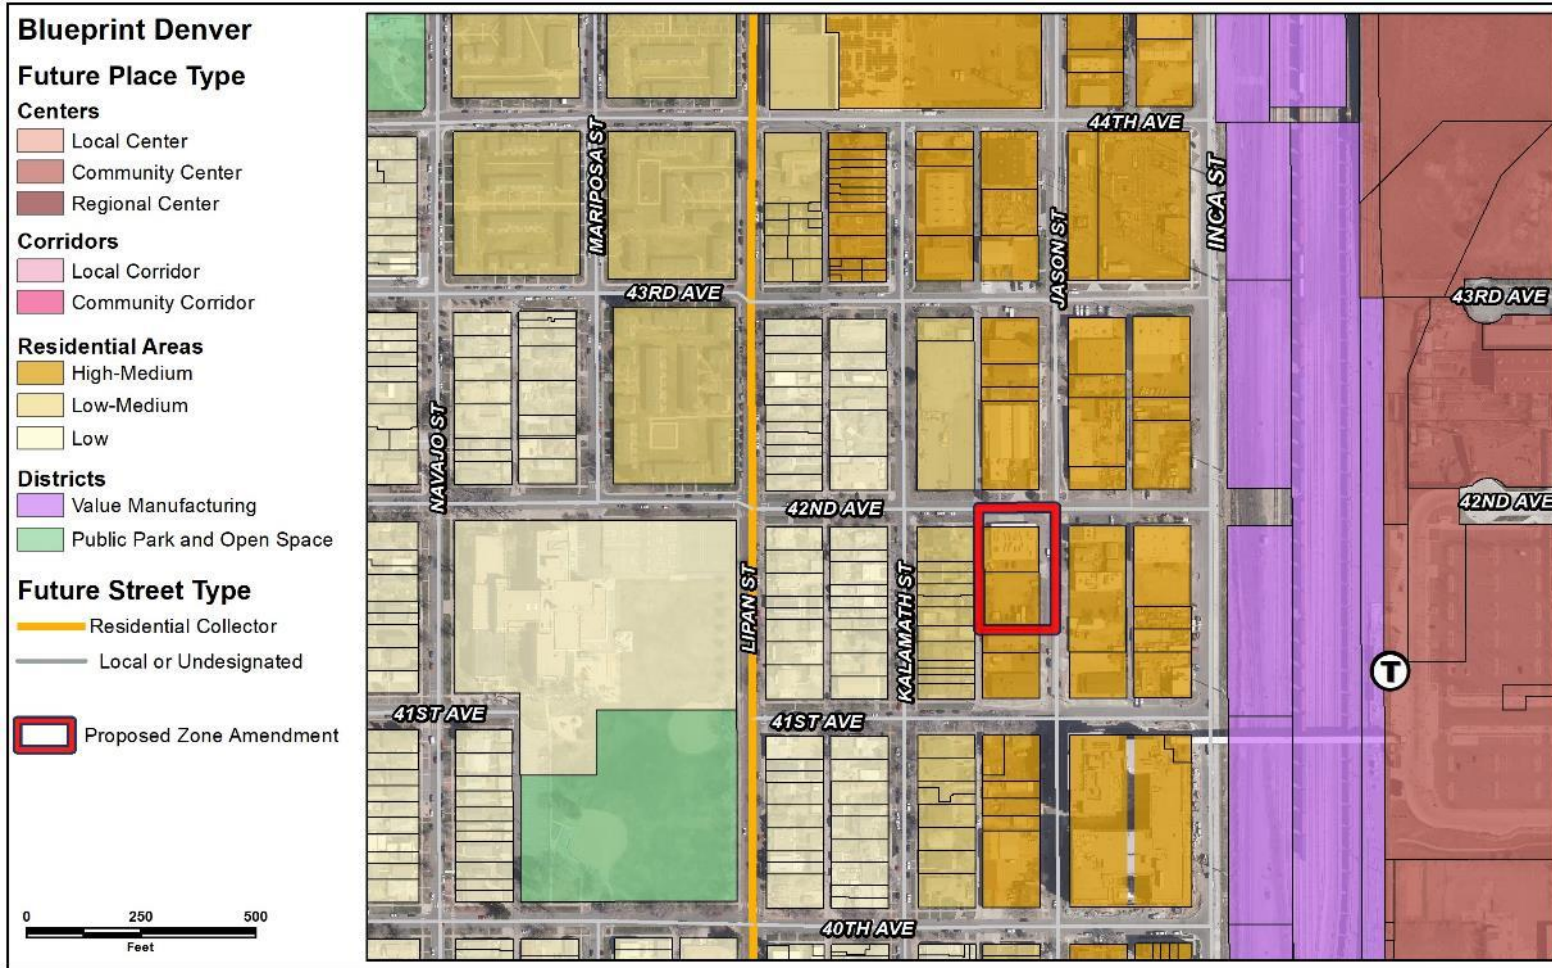 Blueprint Denver
Future Place Type
Centers
Local Center
Community Center
Regional Center
Corridors
Local Corridor
Community Corridor
Residential Areas
High-Medium
Low-Medium
Low
Districts
Value Manufacturing
Public Park and Open Space
Future Street Type
Residential Collector
Local or Undesignated
Proposed Zone Amendment
0 250 500
Feet
44TH AVE
MARIPOSA ST
INCA ST
JASON ST
43RD AVE
43RD AVE
NAVAJO ST
42ND AVE
42ND AVE
LIPAN ST
KALAMATH ST
T
41ST AVE
41ST AVE
40TH AVE